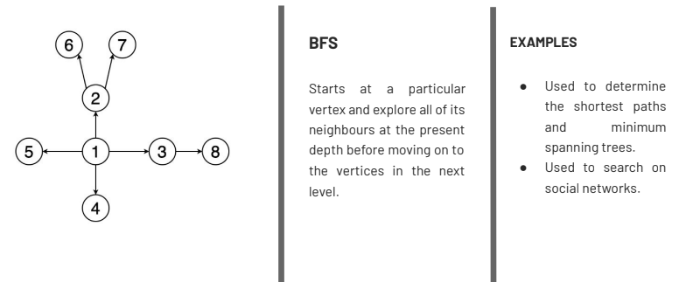 6 7
2
5 1 3 8
4
BFS
Starts at a particular
vertex and explore all of its
neighbours at the present
depth before moving on to
the vertices in the next
level.
EXAMPLES
● Used to determine
the shortest paths
and minimum
spanning trees.
● Used to search on
social networks.